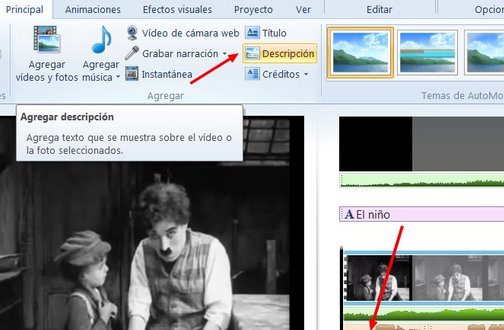 Principal Animaciones Efectos visuales Proyecto Ver Editar
Vídeo de cámara web Título
Agregar vídeos y fotos
Agregar música
Grabar narración Descripción
Instantánea Créditos
Agregar
Temas de AutoMo
Agregar descripción
Agrega texto que se muestra sobre el vídeo o
la foto seleccionados.
A El niño